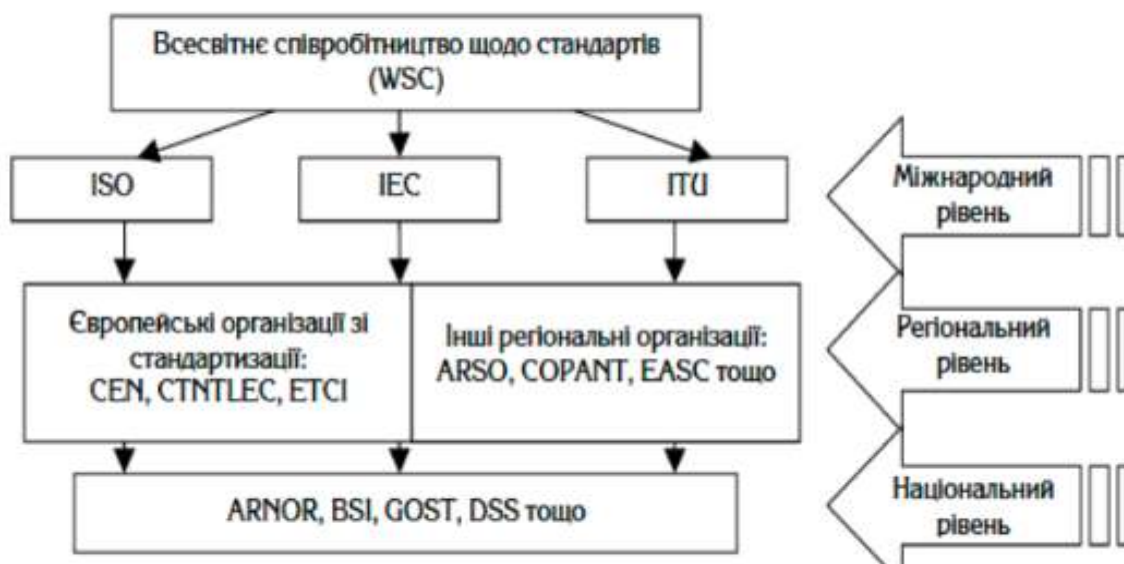 Всесвітнє співробітництво щодо стандартів
(WSC)
ISO
IEC
ITU
Міжнародний
рівень
Європейські організації зі
стандартизації:
CEN, CTNTLEC, ETCI
Інші регіональні організації:
ARSO, COPANT, EASC тощо
Регіональний
рівень
ARNOR, BSI, GOST, DSS тощо
Національний
рівень